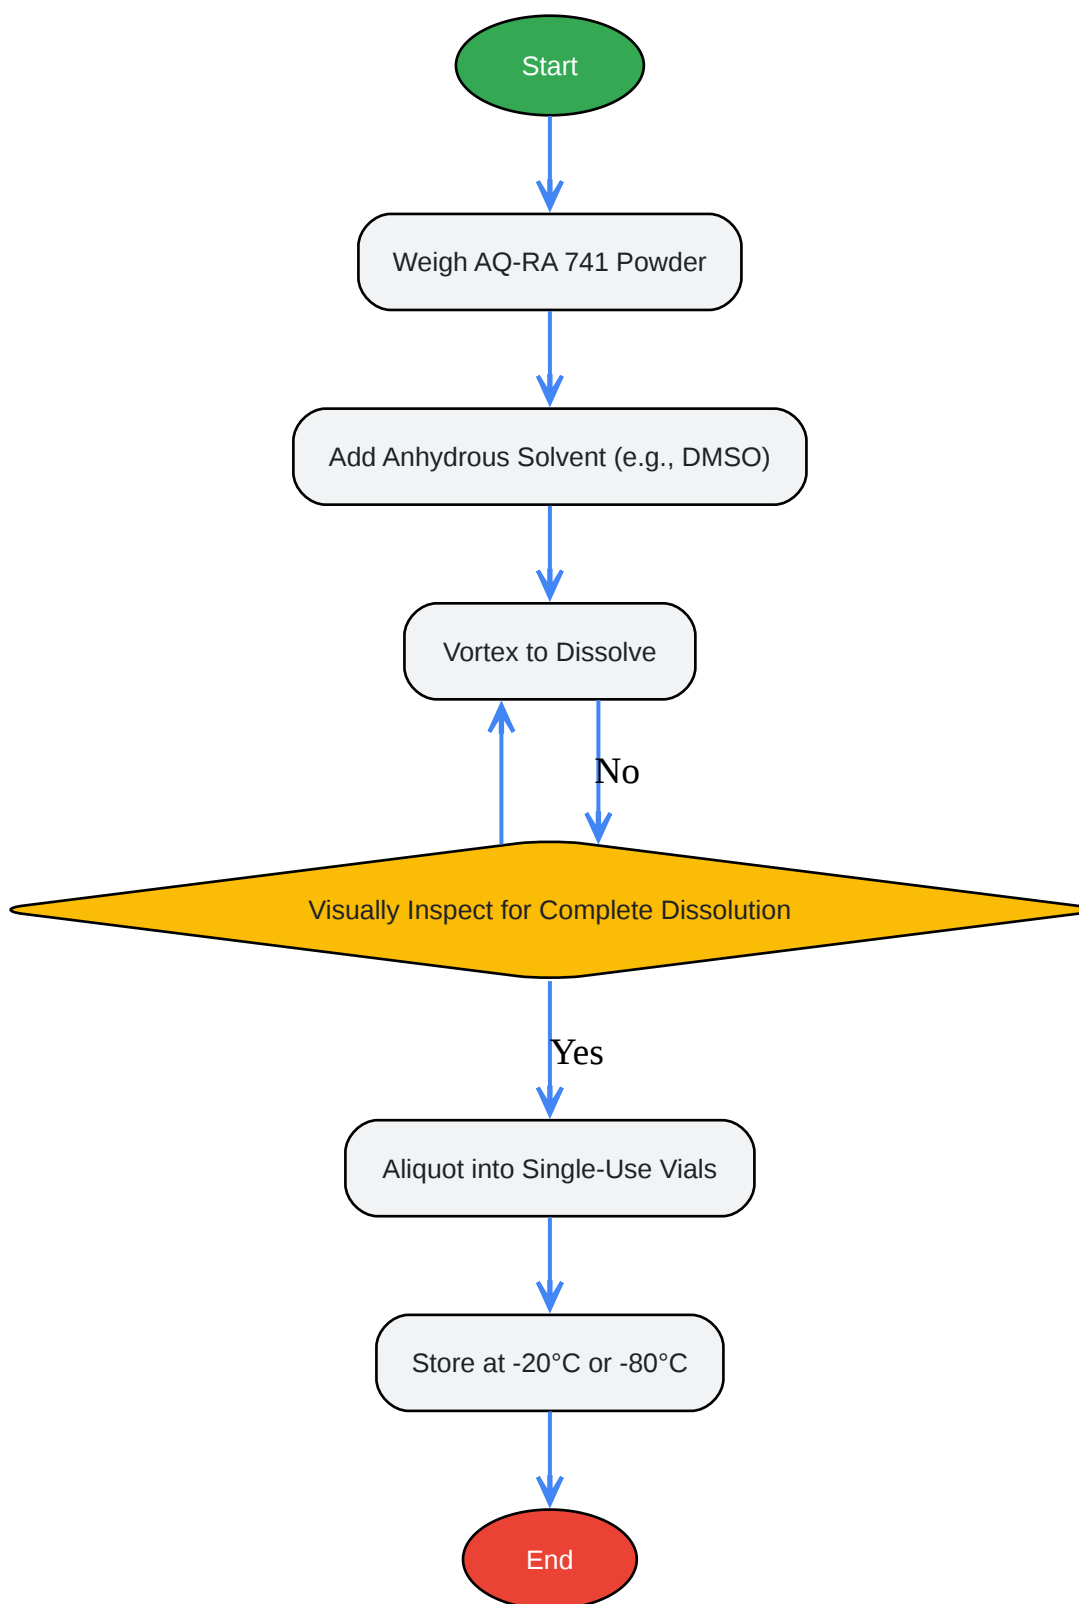 Start
Weigh AQ-RA 741 Powder
Add Anhydrous Solvent (e.g., DMSO)
Vortex to Dissolve
No
Visually Inspect for Complete Dissolution
Yes
Aliquot into Single-Use Vials
Store at -20°C or -80°C
End